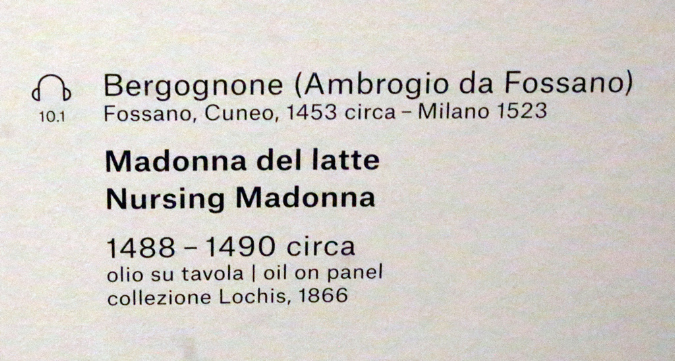 Bergognone (Ambrogio da Fossano)
10.1 Fossano, Cuneo, 1453 circa – Milano 1523
Madonna del latte
Nursing Madonna
1488 – 1490 circa
olio su tavola | oil on panel
collezione Lochis, 1866